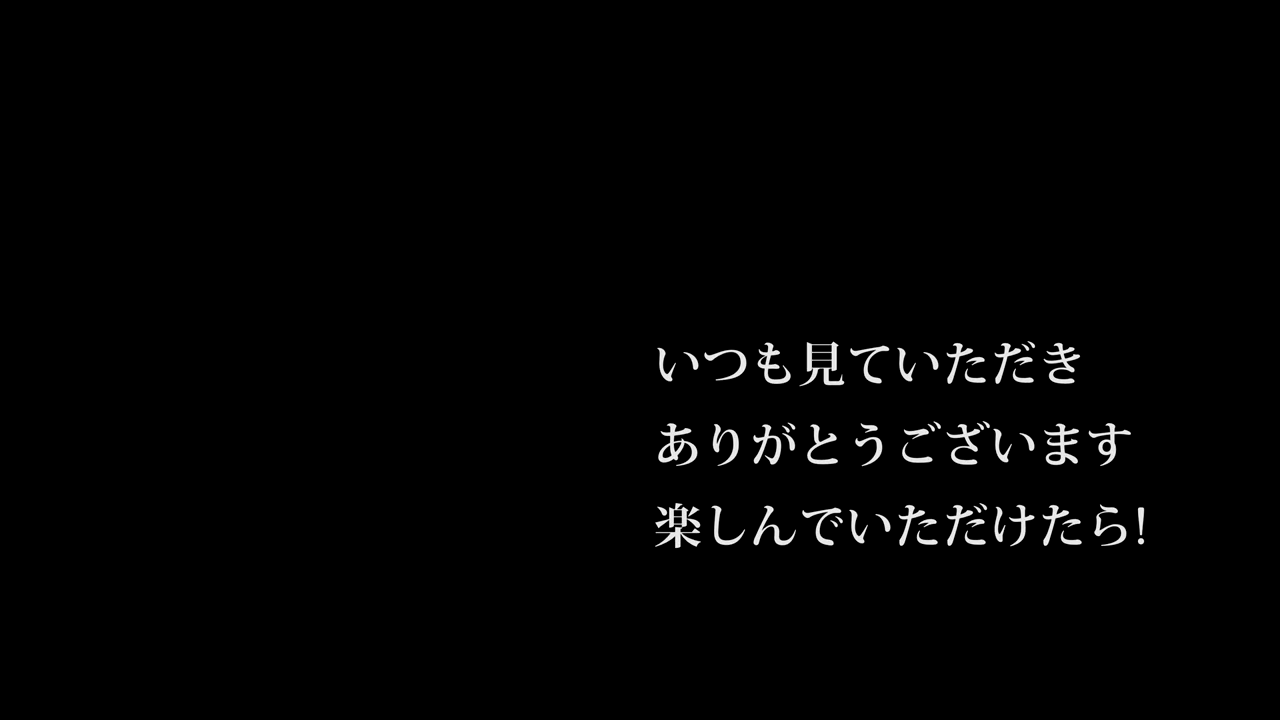 いつも見ていただき
ありがとうございます
楽しんでいただけたら!